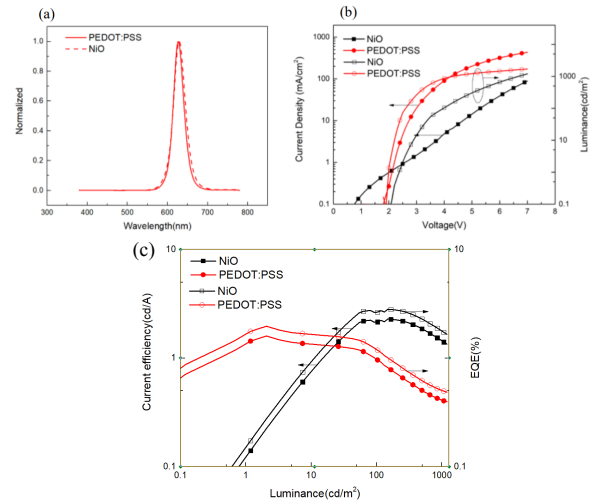 (a)
PEDOT:PSS
NiO
Normalized
1.0
0.8
0.6
0.4
0.2
0.0
300 400 500 600 700 800
Wavelength(nm)
(b)
NiO
PEDOT:PSS
NiO
PEDOT:PSS
Current Density (mA/cm²)
1000
100
10
1
0.1
Luminance(cd/m²)
1000
100
10
1
0.1
0 1 2 3 4 5 6 7 8
Voltage(V)
(c)
NiO
PEDOT:PSS
NiO
PEDOT:PSS
Current efficiency(cd/A)
10
1
0.1
EQE(%)
10
1
0.1
0.1 1 10 100 1000
Luminance(cd/m²)